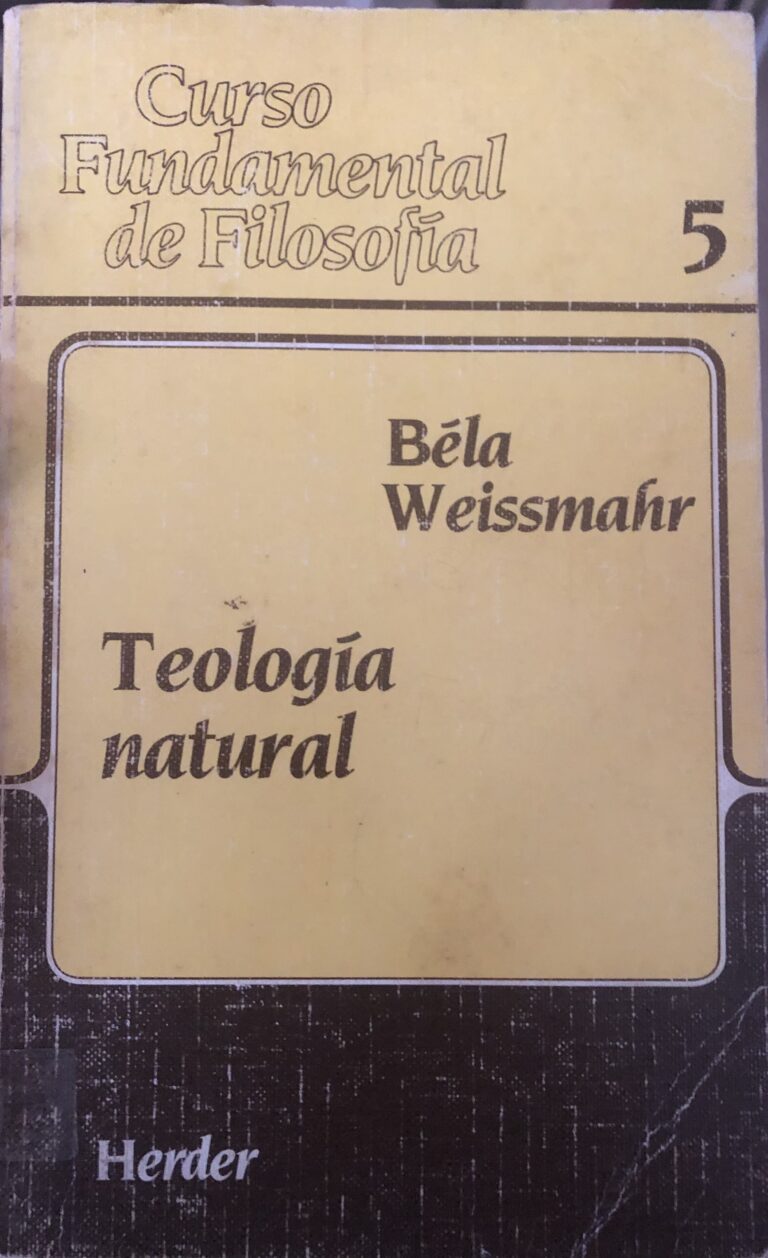 Curso
Fundamental
de Filosofía
5
Béla
Weissmahr
Teología
natural
Herder